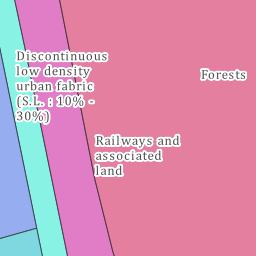 Discontinuous
low density
urban fabric
(S.L. : 10% -
30%)
Forests
Railways and
associated
land